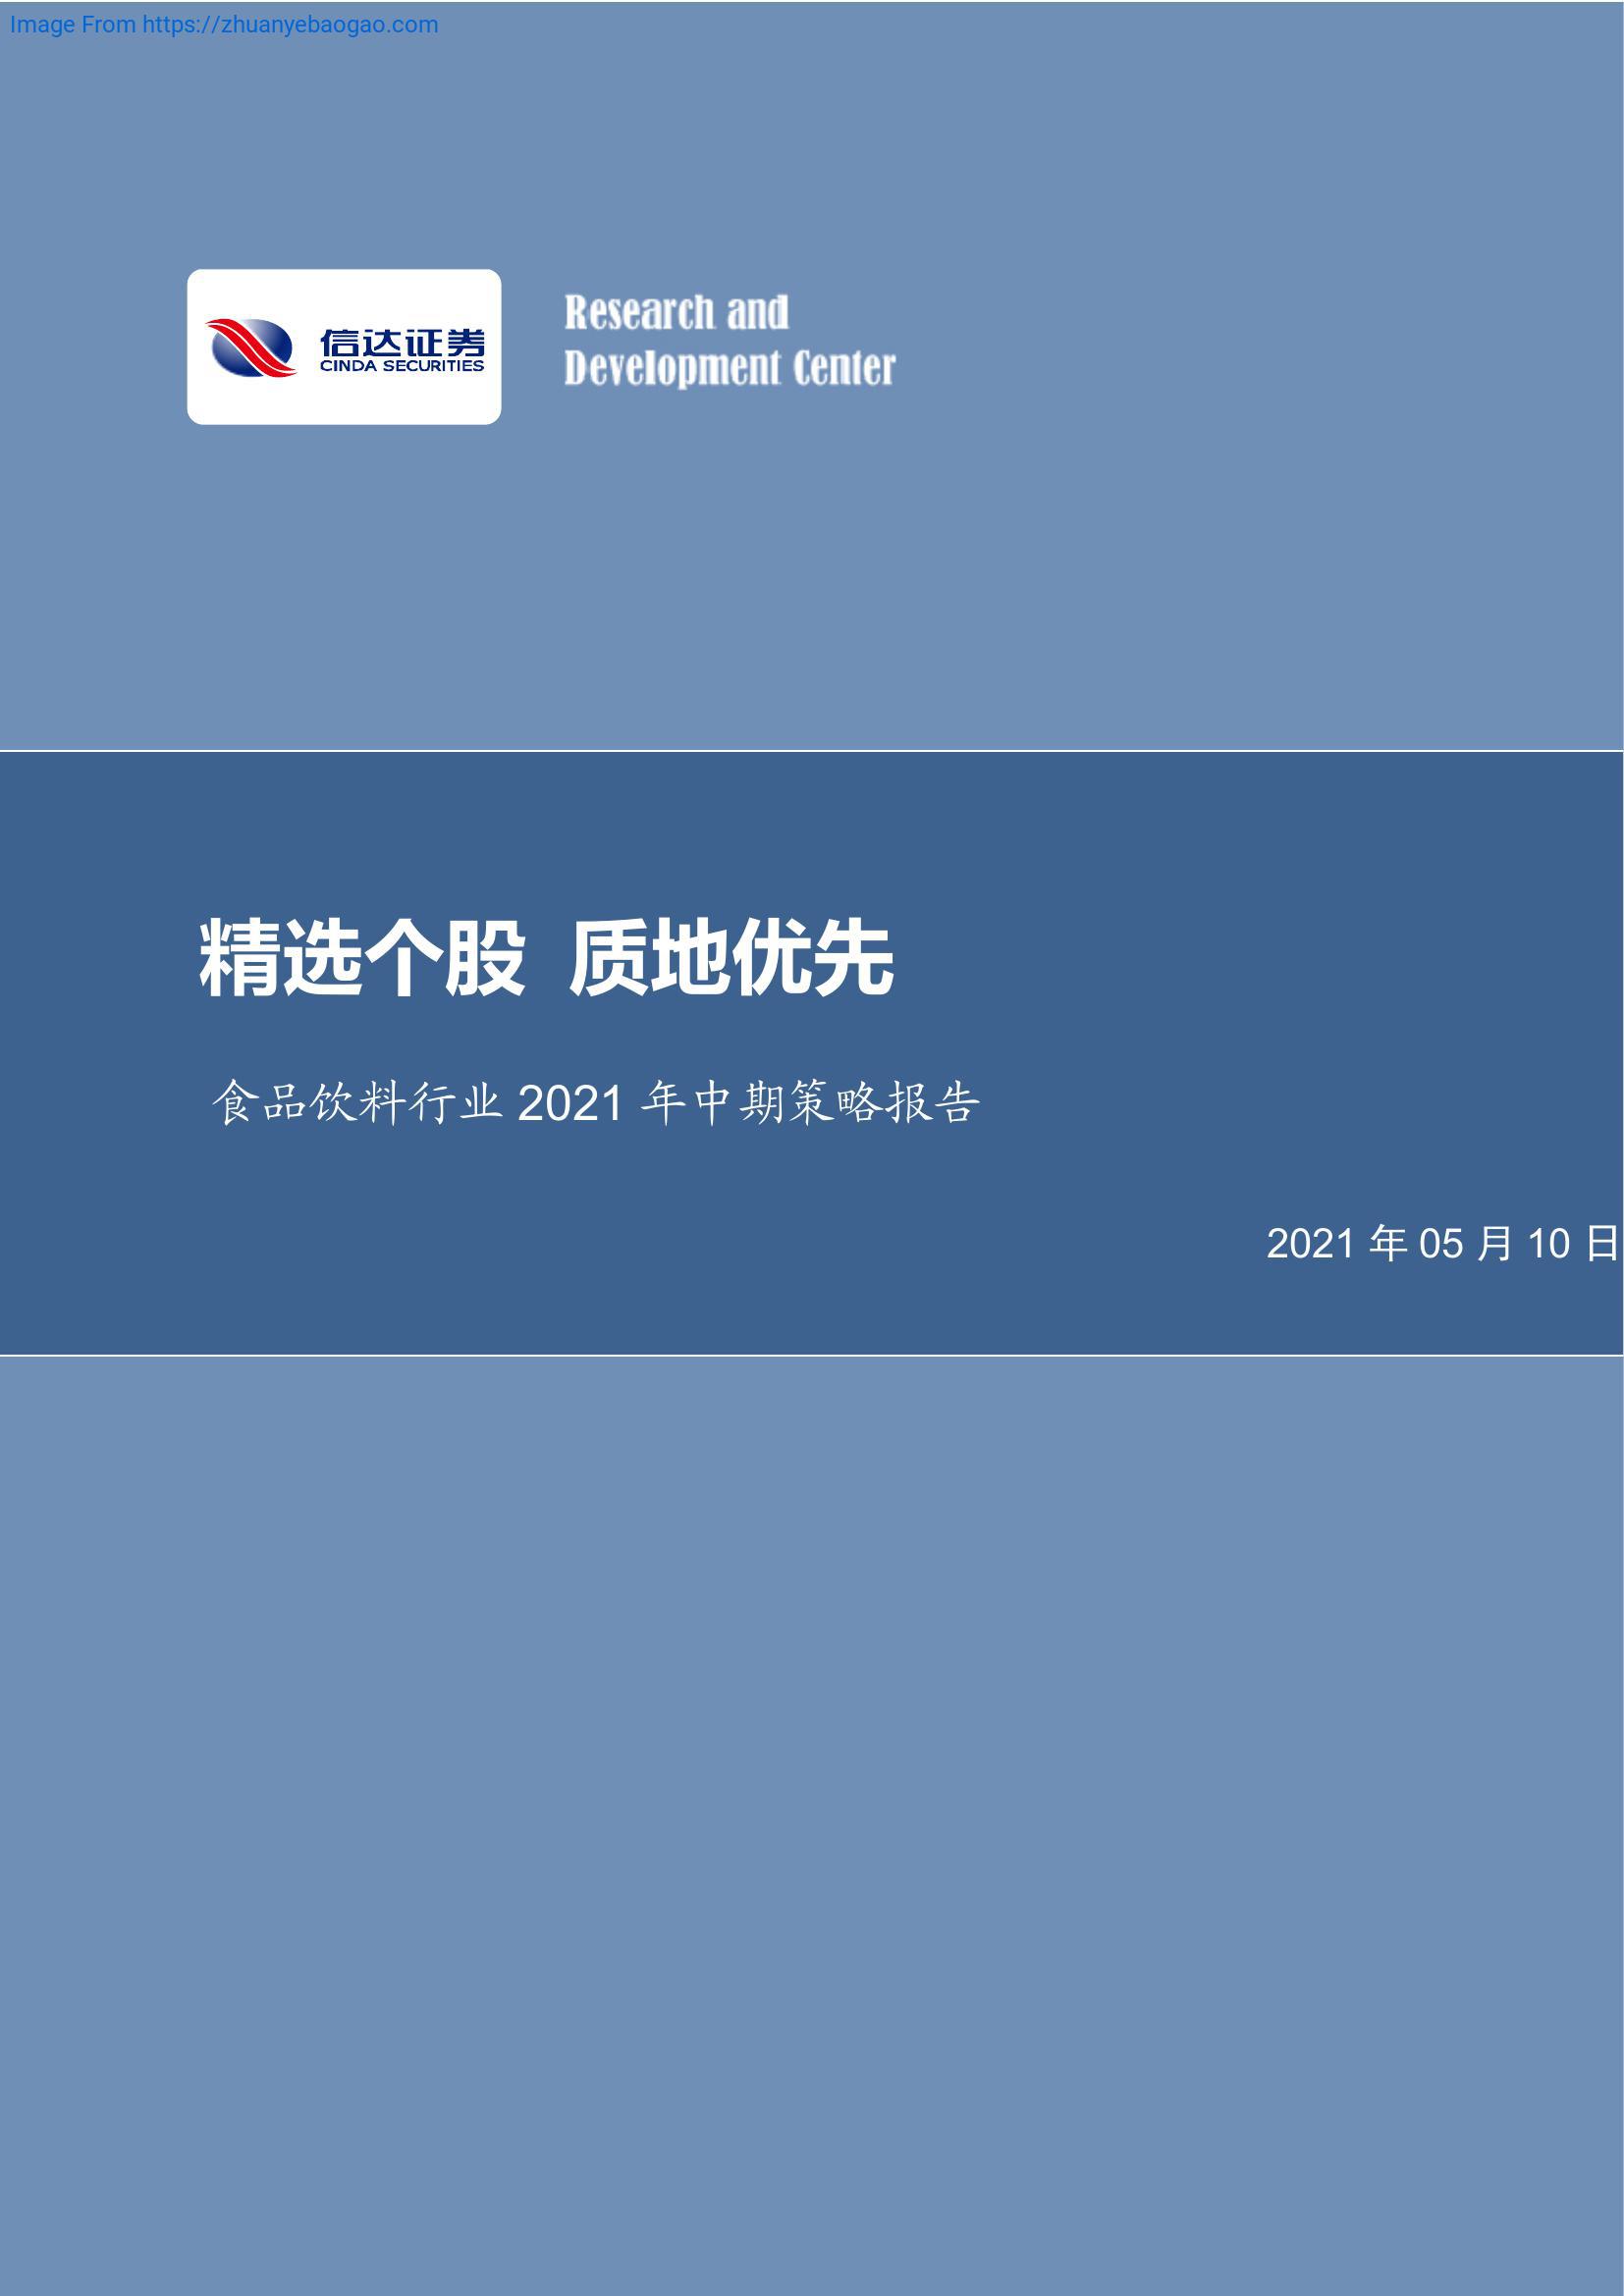 Image From https://zhuanyebaogao.com
信达证券
CINDA SECURITIES
Research and
Development Center
精选个股 质地优先
食品饮料行业 2021 年中期策略报告
2021 年 05 月 10 日